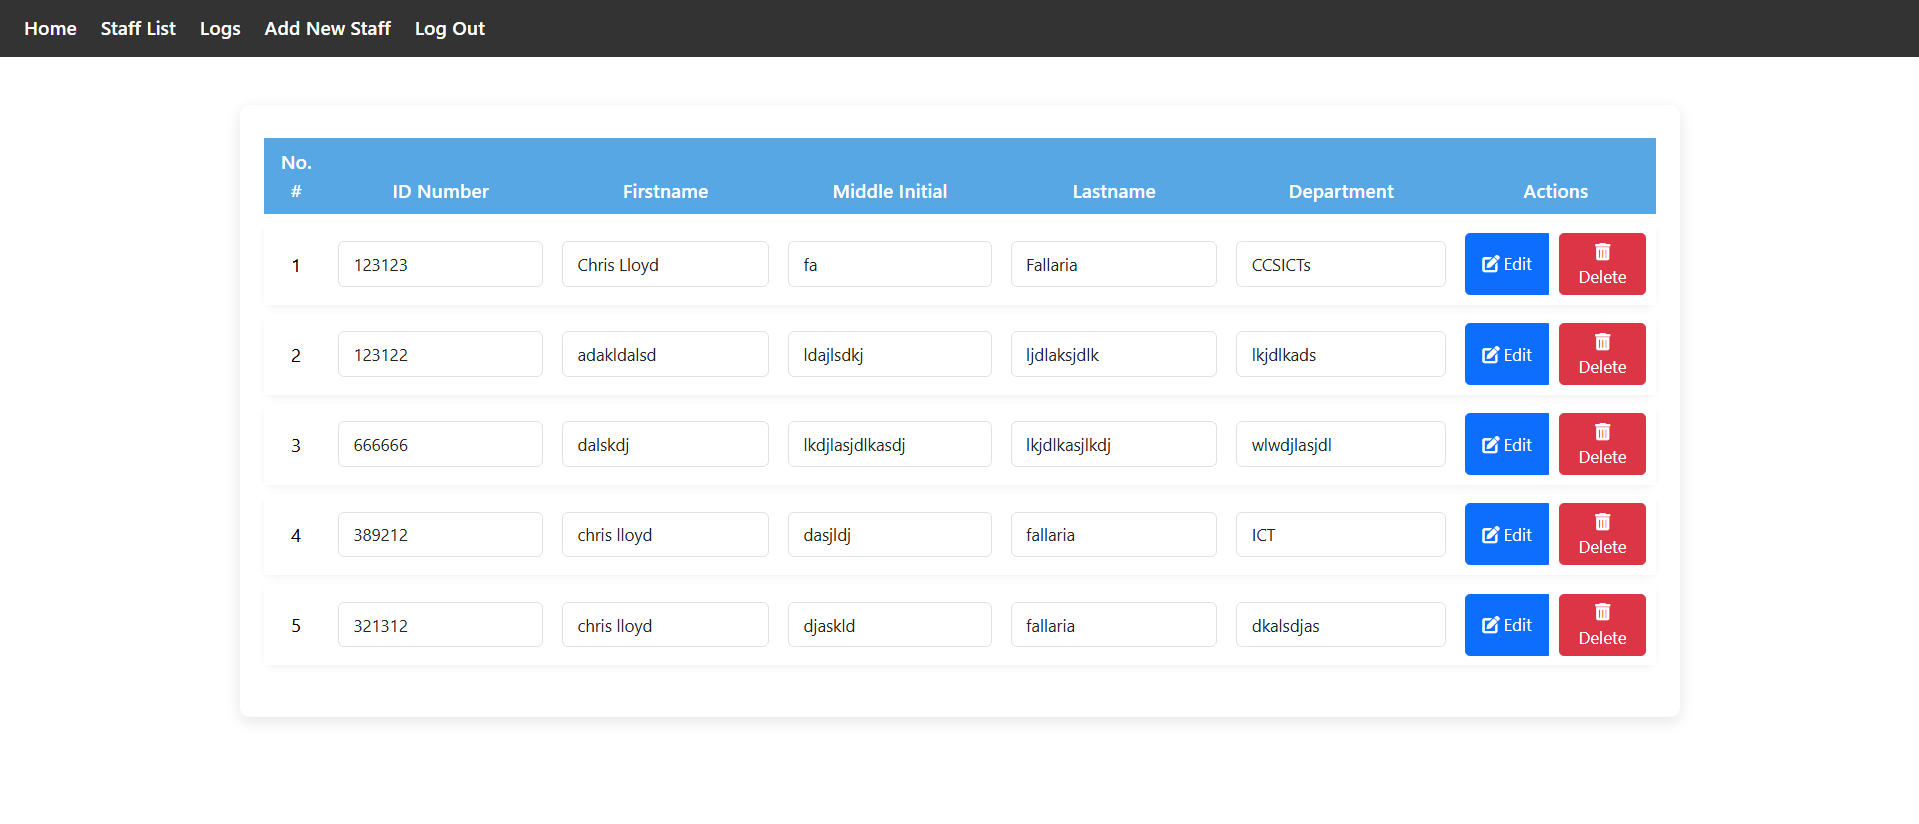 Home Staff List Logs Add New Staff Log Out
No. # ID Number Firstname Middle Initial Lastname Department Actions
1 123123 Chris Lloyd fa Fallaria CCSICTs Edit Delete
2 123122 adakldalsd ldajlsdkj ljdlaksjdlk lkjdlkads Edit Delete
3 666666 dalskdj lkdjlasjdlkasdj lkjdlkasjlkdj wlwdjlasjdl Edit Delete
4 389212 chris lloyd dasjldj fallaria ICT Edit Delete
5 321312 chris lloyd djaskld fallaria dkalsdjas Edit Delete